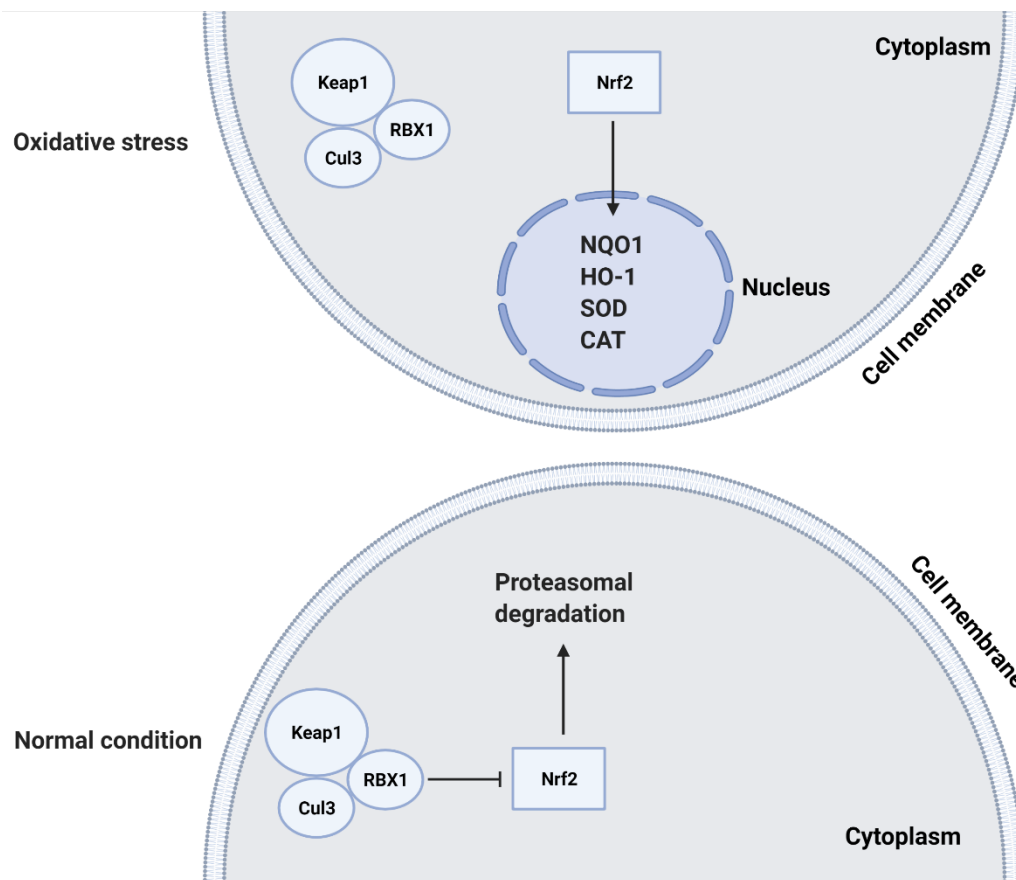 Cytoplasm
Keap1
Nrf2
RBX1
Oxidative stress
Cul3
NQO1
HO-1
SOD
CAT
Nucleus
Cell membrane
Cell membrane
Proteasomal
degradation
Keap1
Normal condition
RBX1
Nrf2
Cul3
Cytoplasm